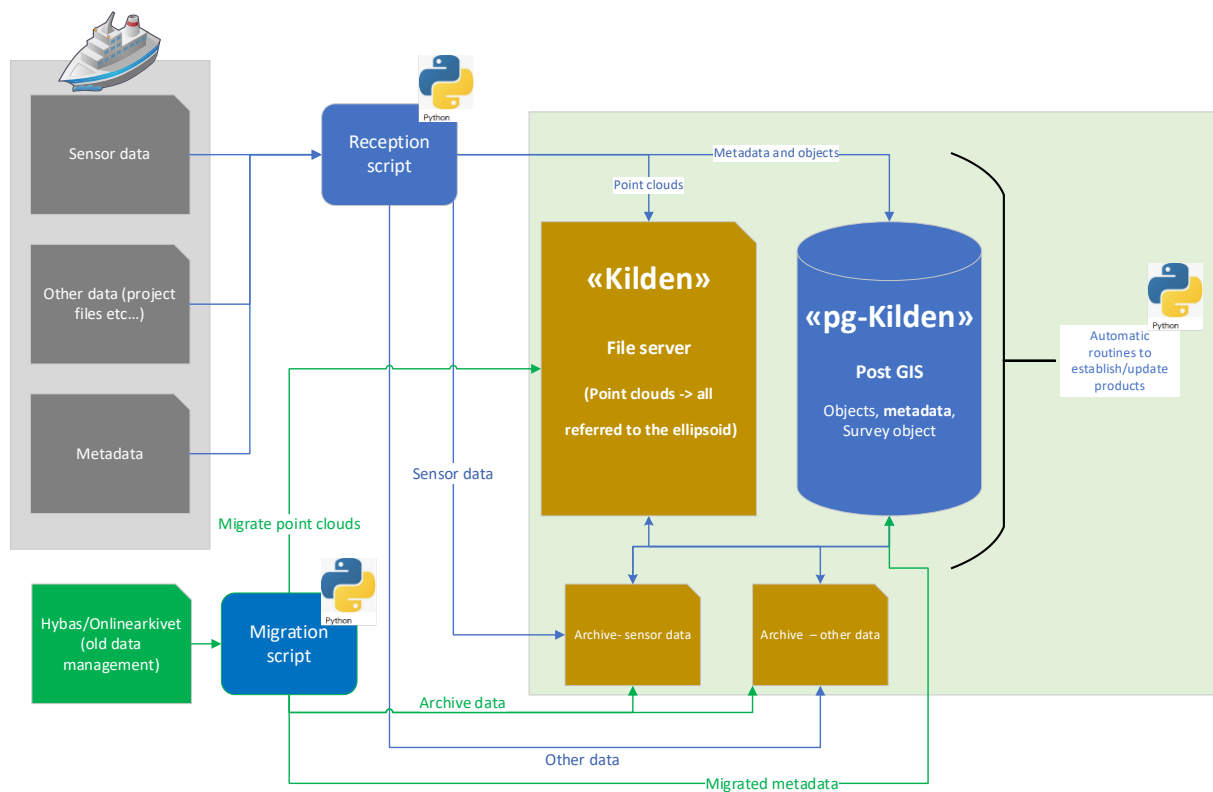 Python
Sensor data
Reception
script
Metadata and objects
Point clouds
Other data (project
files etc...)
«Kilden»
File server
(Point clouds -> all
referred to the ellipsoid)
«pg-Kilden»
Post GIS
Objects, metadata,
Survey object
Python
Automatic
routines to
establish/update
products
Metadata
Sensor data
Migrate point clouds
Python
Hybas/Onlinearkivet
(old data
management)
Migration
script
Archive- sensor data
Archive – other data
Archive data
Other data
Migrated metadata